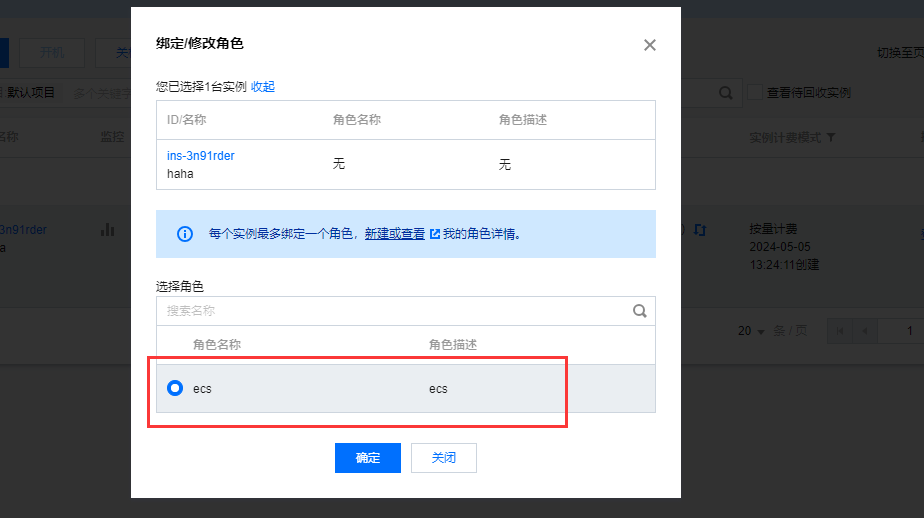 绑定/修改角色
开机
关
切换至页
您已选择1台实例 收起
默认项目
多个关键字
查看待回收实例
ID/名称 角色名称 角色描述
名称
监控
实例计费模式
ins-3n91rder 无 无
haha
每个实例最多绑定一个角色，新建或查看 我的角色详情。
3n91rder
a
按量计费
2024-05-05
13:24:11创建
选择角色
搜索名称
20 条 / 页 1
角色名称 角色描述
ecs ecs
确定 关闭